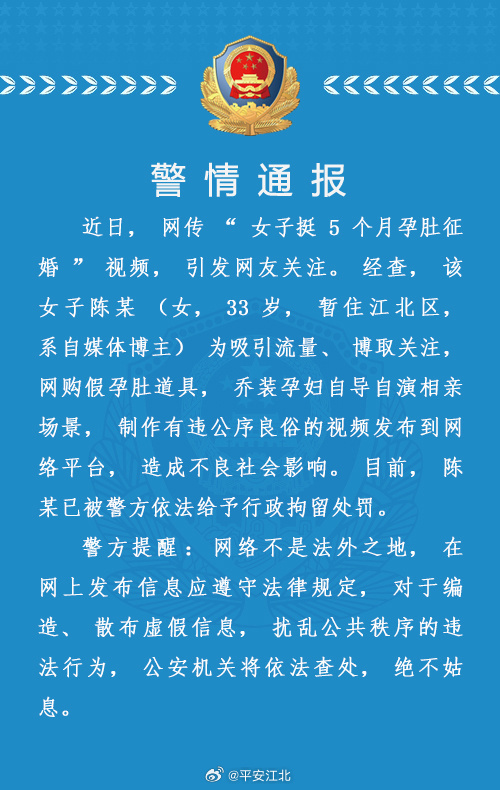 警情通报
近日， 网传 “ 女子挺 5 个月孕肚征
婚 ” 视频， 引发网友关注。 经查， 该
女子陈某 （女， 33 岁， 暂住江北区，
系自媒体博主） 为吸引流量、 博取关注，
网购假孕肚道具， 乔装孕妇自导自演相亲
场景， 制作有违公序良俗的视频发布到网
络平台， 造成不良社会影响。 目前， 陈
某已被警方依法给予行政拘留处罚。
警方提醒：网络不是法外之地， 在
网上发布信息应遵守法律规定， 对于编
造、 散布虚假信息， 扰乱公共秩序的违
法行为， 公安机关将依法查处， 绝不姑
息。
@平安江北